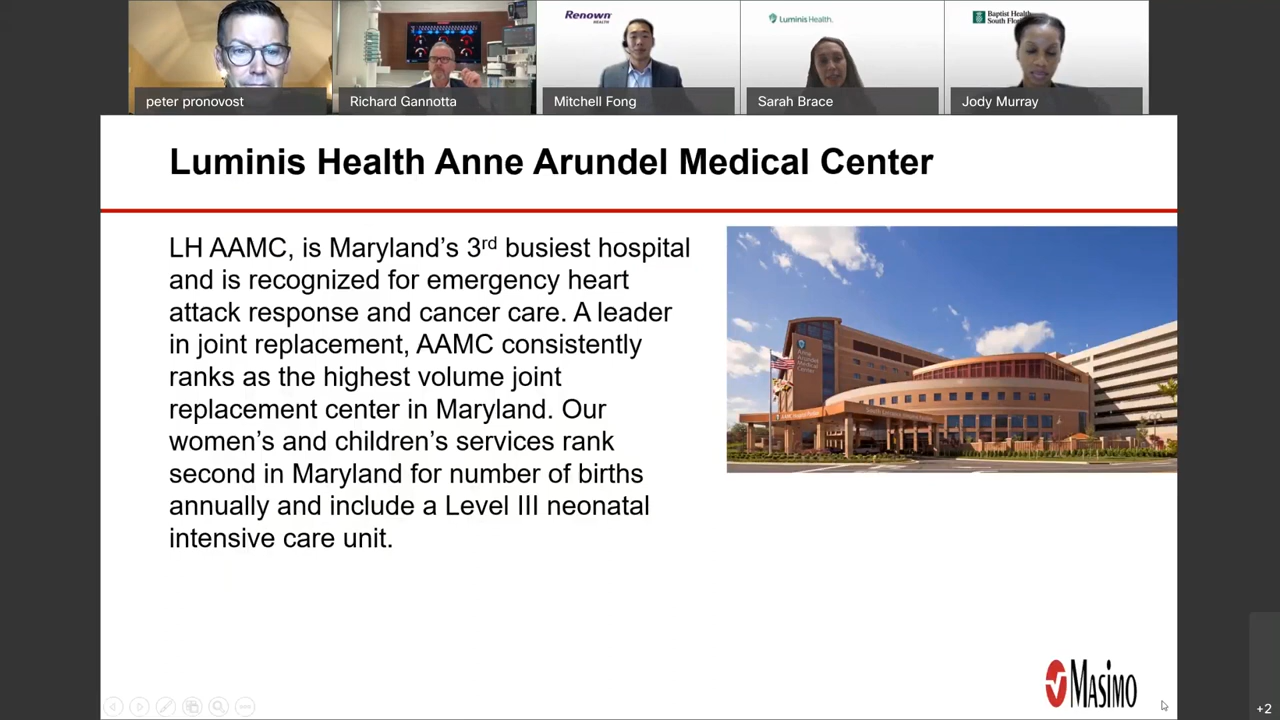 Renown
HEALTH
Luminis Health.
Baptist Health
South Florida
peter pronovost
Richard Gannotta
Mitchell Fong
Sarah Brace
Jody Murray
Luminis Health Anne Arundel Medical Center
LH AAMC, is Maryland’s 3rd busiest hospital
and is recognized for emergency heart
attack response and cancer care. A leader
in joint replacement, AAMC consistently
ranks as the highest volume joint
replacement center in Maryland. Our
women’s and children’s services rank
second in Maryland for number of births
annually and include a Level III neonatal
intensive care unit.
Anne
Arundel
Medical
Center
Masimo
+2